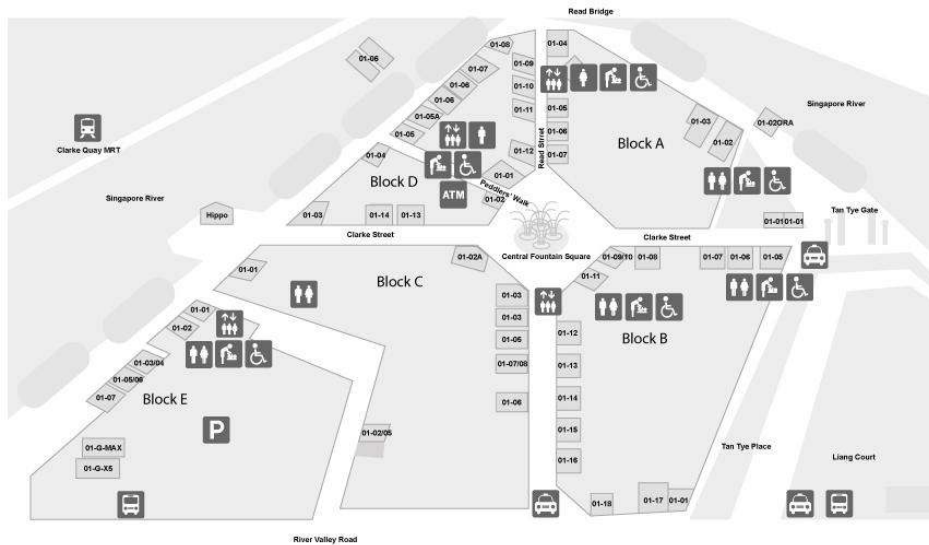 Read Bridge
01-06
01-08
01-07
01-06
01-06
01-05A
01-05
01-09
01-10
01-11
01-12
01-04
01-05
01-06
01-07
Read Street
Block A
01-03
01-02
01-02DRA
Singapore River
Clarke Quay MRT
Singapore River
Hippo
01-04
Block D
ATM
01-01
01-02
Peddlers' Walk
01-03
01-14
01-13
01-01
01-01
Tan Tye Gate
Clarke Street
Clarke Street
Central Fountain Square
01-01
01-02A
Block C
01-03
01-03
01-05
01-07/08
01-06
01-02/05
01-09/10
01-08
01-11
01-07
01-06
01-05
Block B
01-12
01-13
01-14
01-15
01-16
01-18
01-17
01-01
01-01
01-02
01-03/04
01-05/06
01-07
Block E
P
01-G-MAX
01-G-X5
Tan Tye Place
Liang Court
River Valley Road